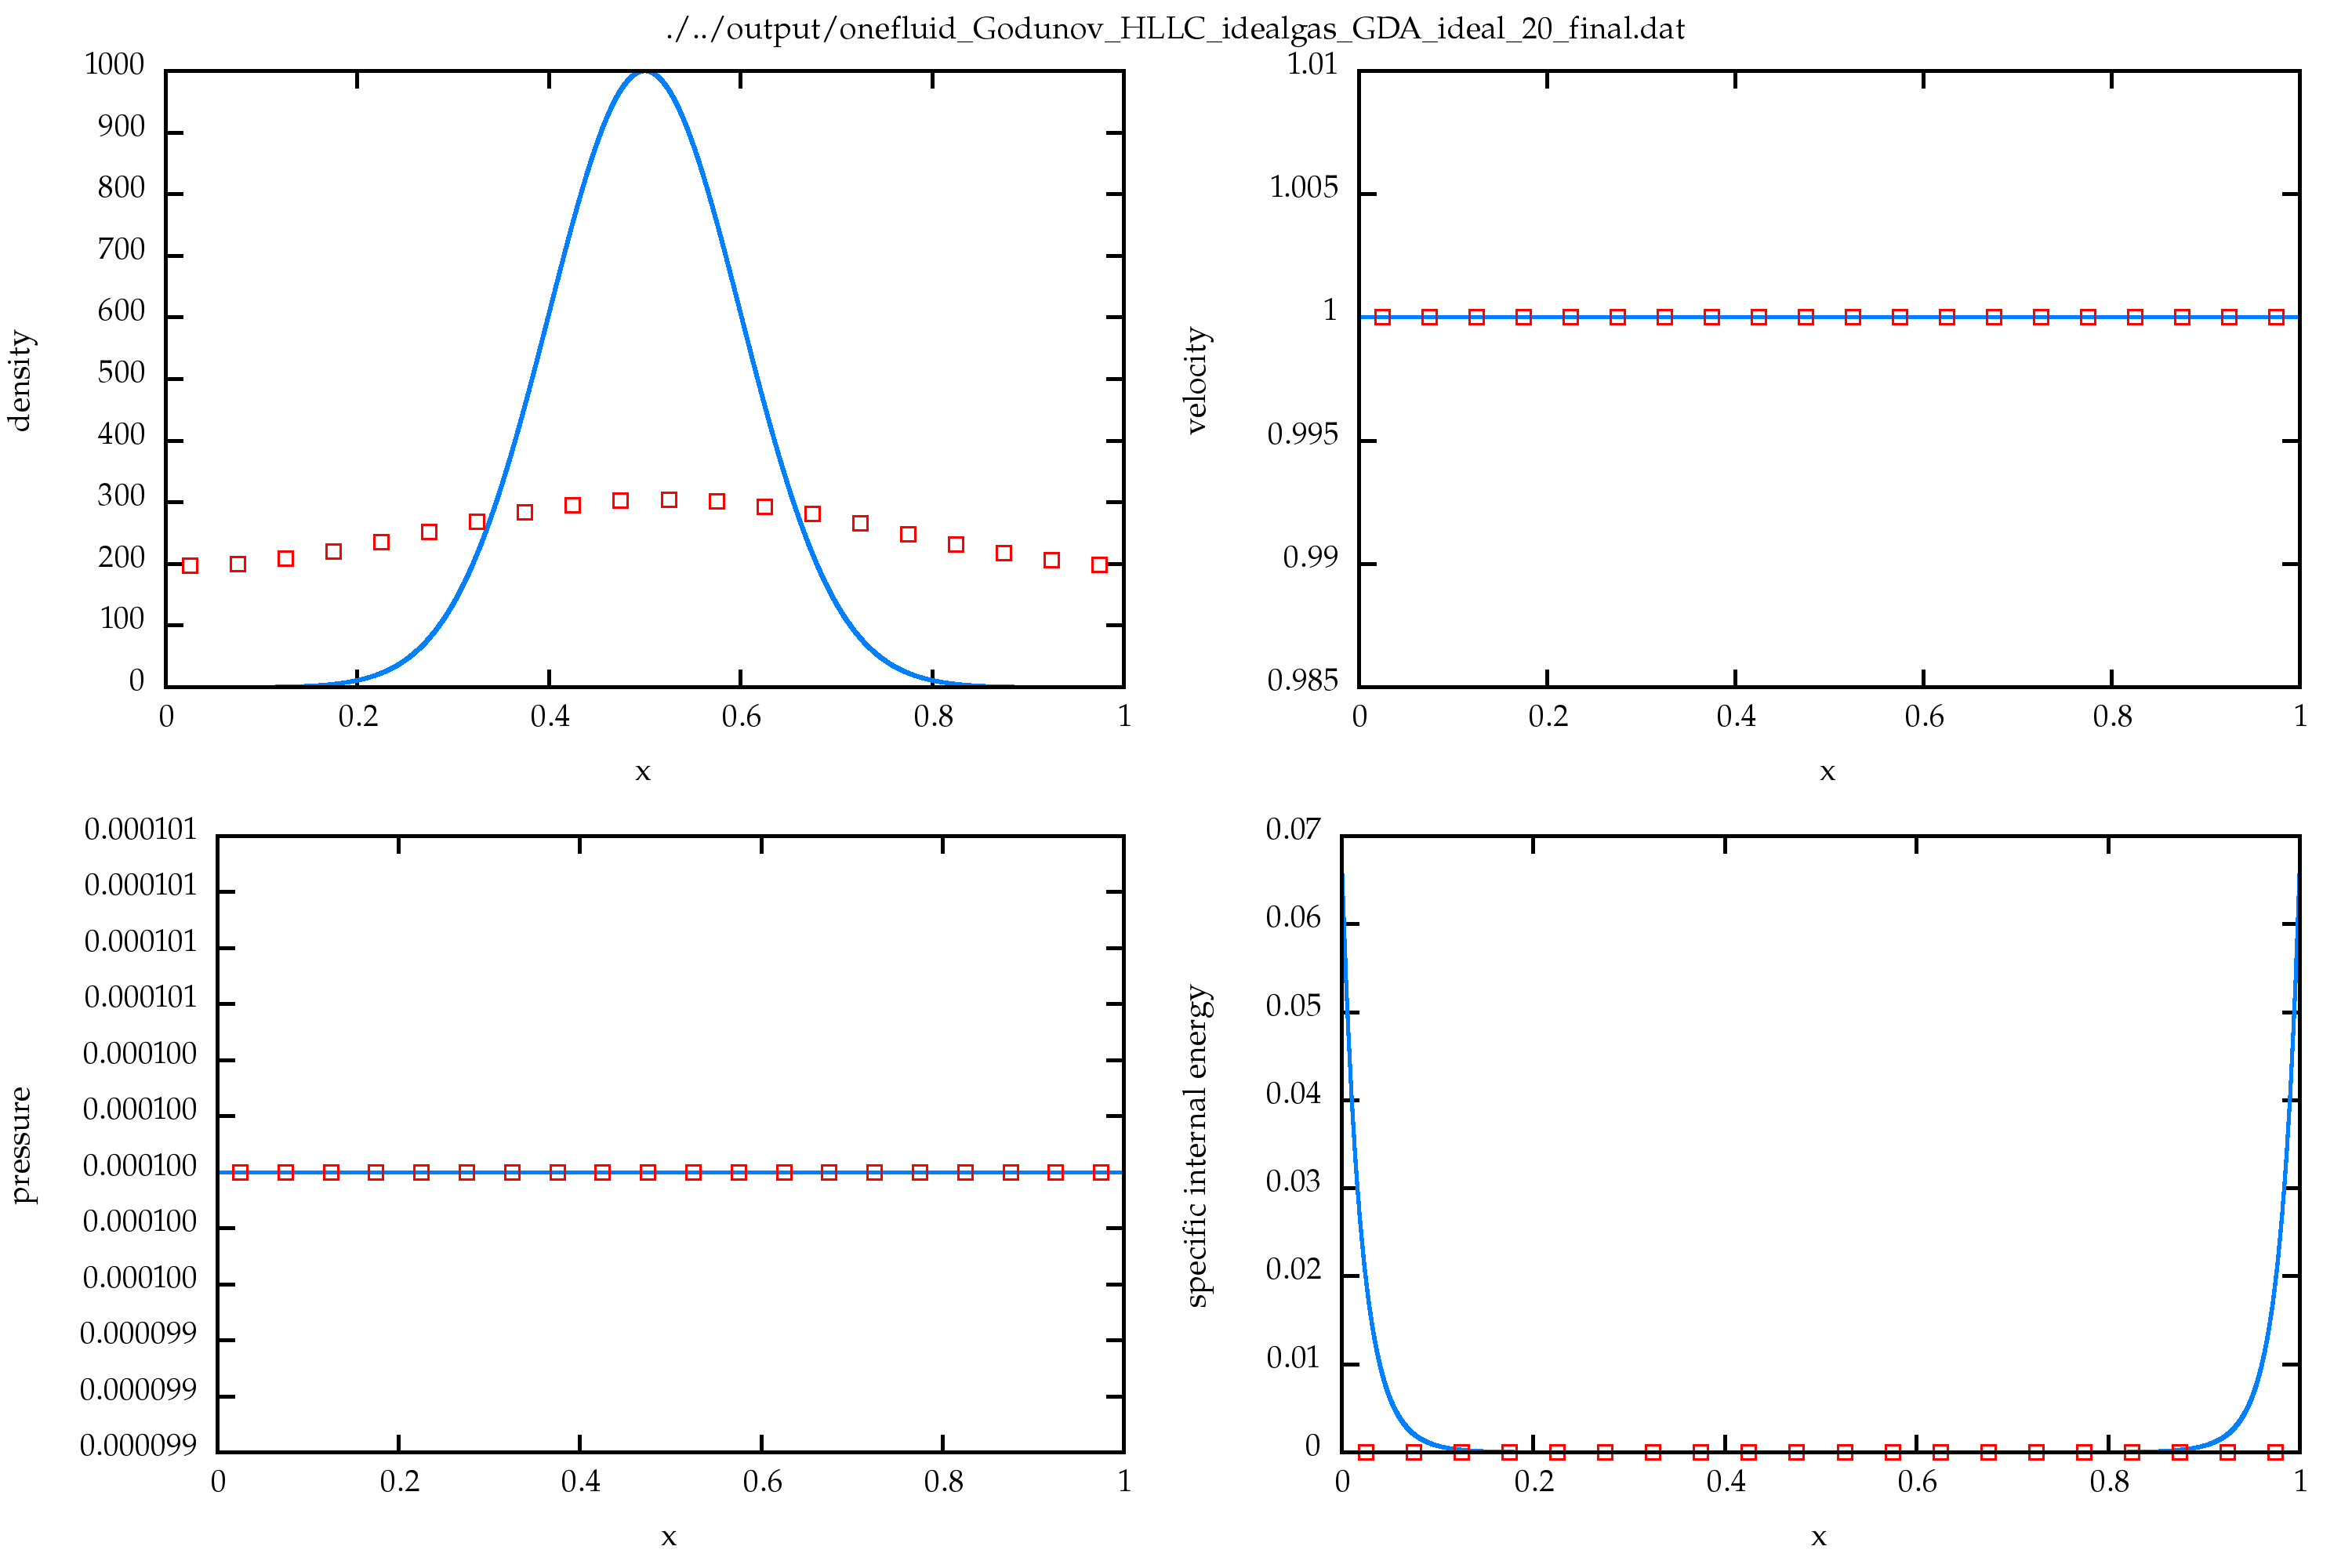 ./../output/onefluid_Godunov_HLLC_idealgas_GDA_ideal_20_final.dat
density
1000
900
800
700
600
500
400
300
200
100
0
0 0.2 0.4 0.6 0.8 1
x
velocity
1.01
1.005
1
0.995
0.99
0.985
0 0.2 0.4 0.6 0.8 1
x
pressure
0.000101
0.000101
0.000101
0.000101
0.000100
0.000100
0.000100
0.000100
0.000100
0.000099
0.000099
0.000099
0 0.2 0.4 0.6 0.8 1
x
specific internal energy
0.07
0.06
0.05
0.04
0.03
0.02
0.01
0
0 0.2 0.4 0.6 0.8 1
x